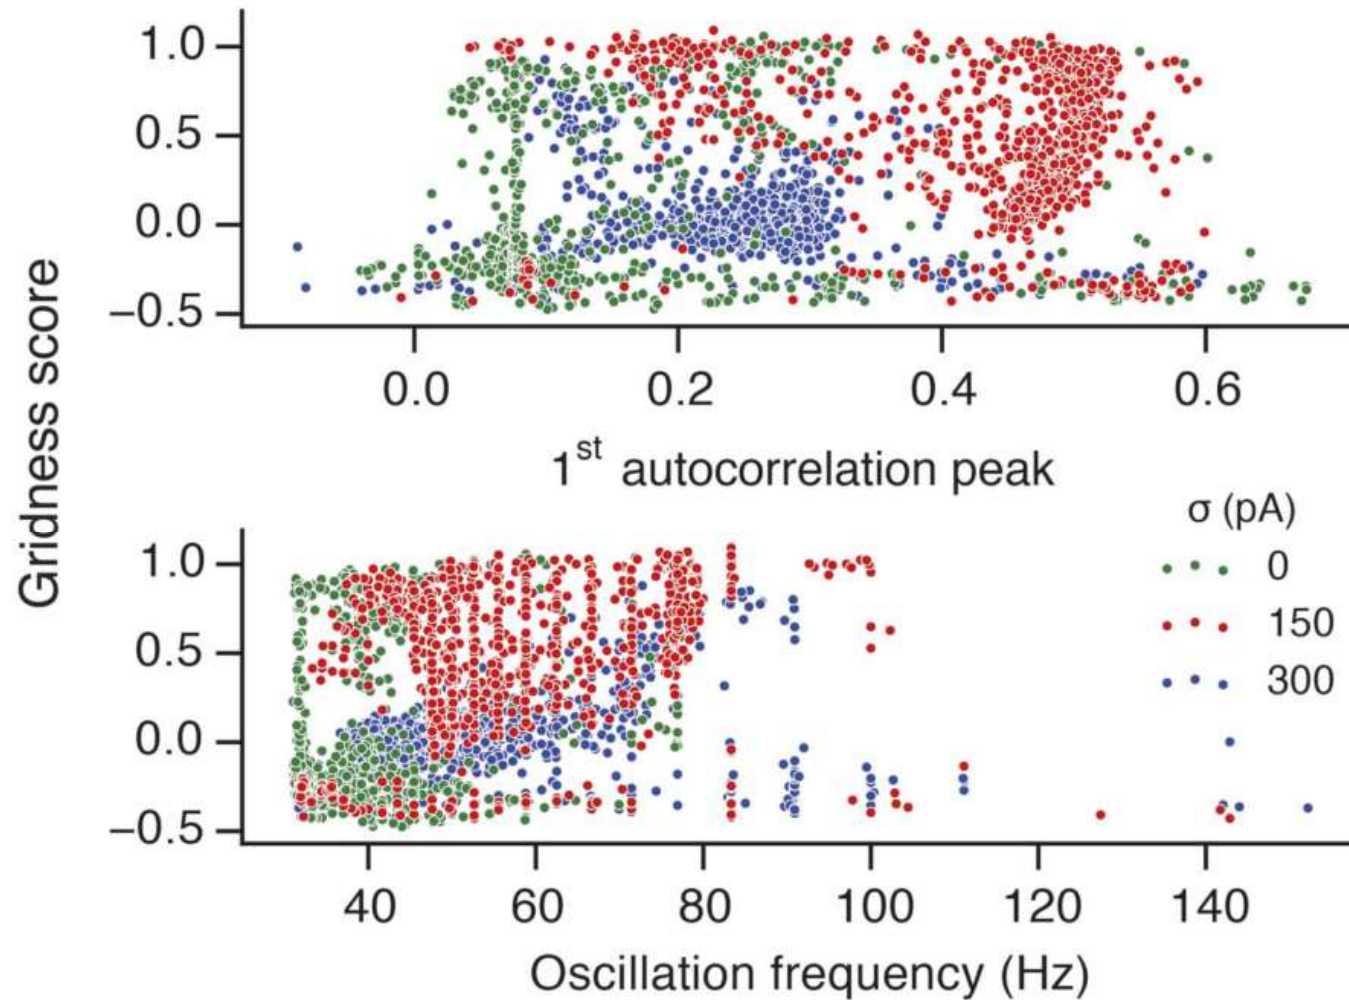 Gridness score
1.0
0.5
0.0
−0.5
0.0 0.2 0.4 0.6
1st autocorrelation peak
σ (pA)
0
150
300
1.0
0.5
0.0
−0.5
40 60 80 100 120 140
Oscillation frequency (Hz)